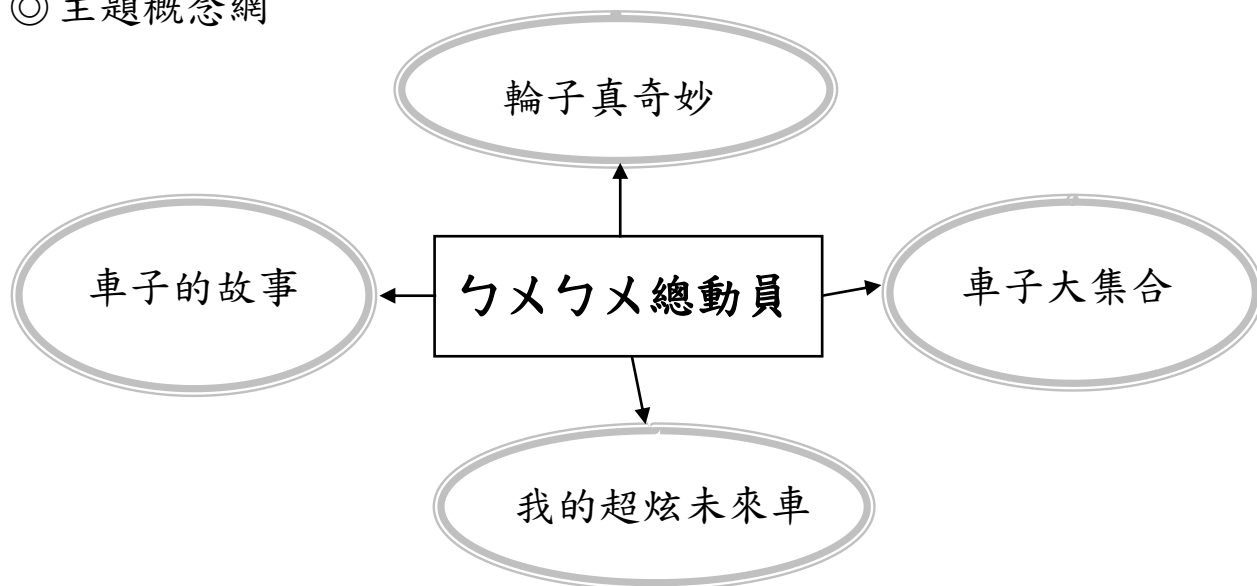 ◎ 主題概念網
輪子真奇妙
車子的故事
ㄅㄨㄅㄨ總動員
車子大集合
我的超炫未來車